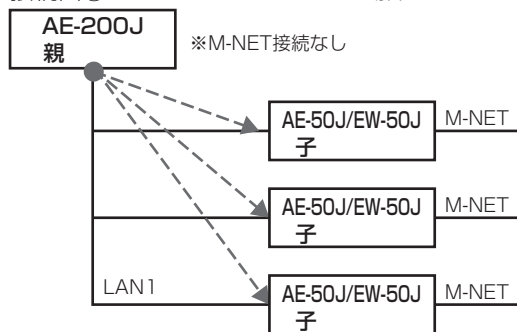 AE-200J
親
※M-NET接続なし
AE-50J/EW-50J
子
M-NET
AE-50J/EW-50J
子
M-NET
LAN1
AE-50J/EW-50J
子
M-NET